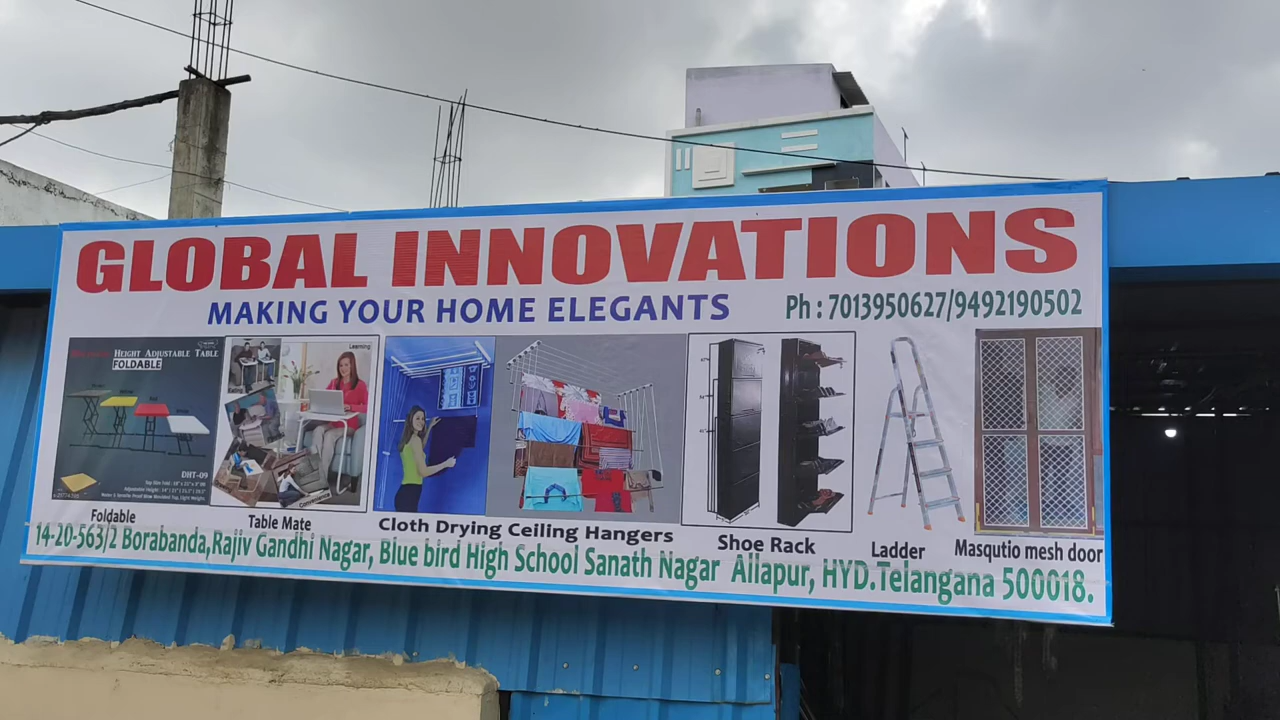 GLOBAL INNOVATIONS
MAKING YOUR HOME ELEGANTS
Ph : 7013950627/9492190502
HEIGHT ADJUSTABLE TABLE
FOLDABLE
DHT-09
Learning
Foldable
Table Mate
Cloth Drying Ceiling Hangers
Shoe Rack
Ladder
Masqutio mesh door
14-20-563/2 Borabanda,Rajiv Gandhi Nagar, Blue bird High School Sanath Nagar Allapur, HYD.Telangana 500018.